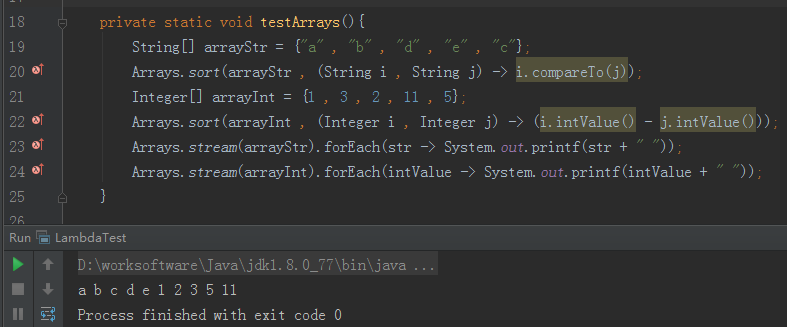 18 private static void testArrays(){
19 String[] arrayStr = {"a" , "b" , "d" , "e" , "c"};
20 Arrays.sort(arrayStr , (String i , String j) -> i.compareTo(j));
21 Integer[] arrayInt = {1 , 3 , 2 , 11 , 5};
22 Arrays.sort(arrayInt , (Integer i , Integer j) -> (i.intValue() - j.intValue()));
23 Arrays.stream(arrayStr).forEach(str -> System.out.printf(str + " "));
24 Arrays.stream(arrayInt).forEach(intValue -> System.out.printf(intValue + " "));
25 }
26
Run LambdaTest
D:\worksoftware\Java\jdk1.8.0_77\bin\java ...
a b c d e 1 2 3 5 11
Process finished with exit code 0